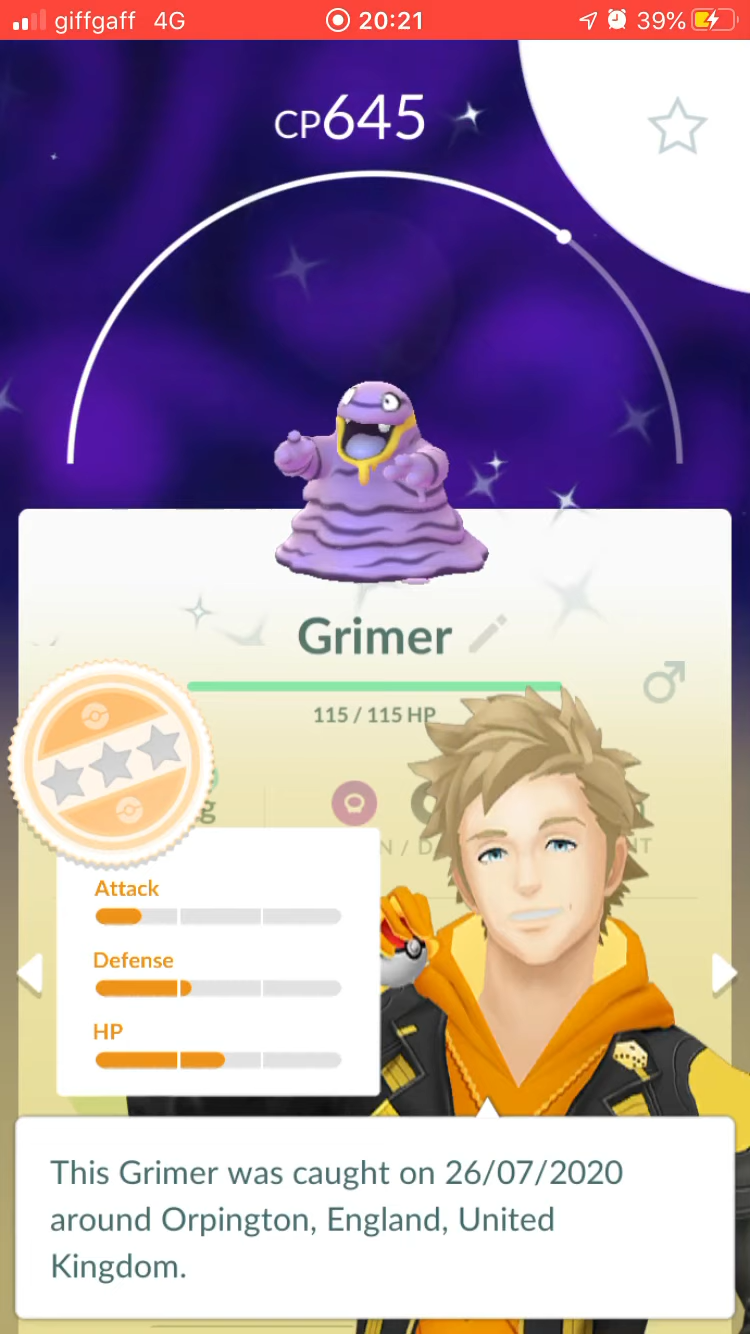 giffgaff 4G 20:21 39%
CP645
Grimer
115 / 115 HP
Attack
Defense
HP
This Grimer was caught on 26/07/2020
around Orpington, England, United
Kingdom.